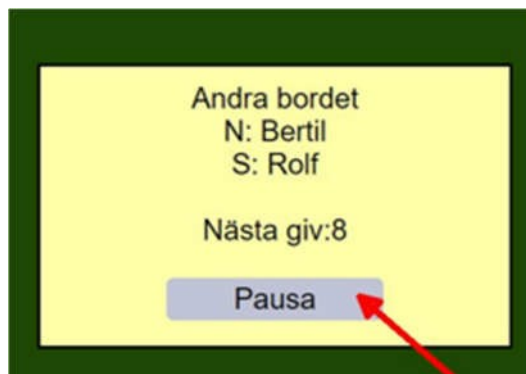 Andra bordet
N: Bertil
S: Rolf
Nästa giv:8
Pausa